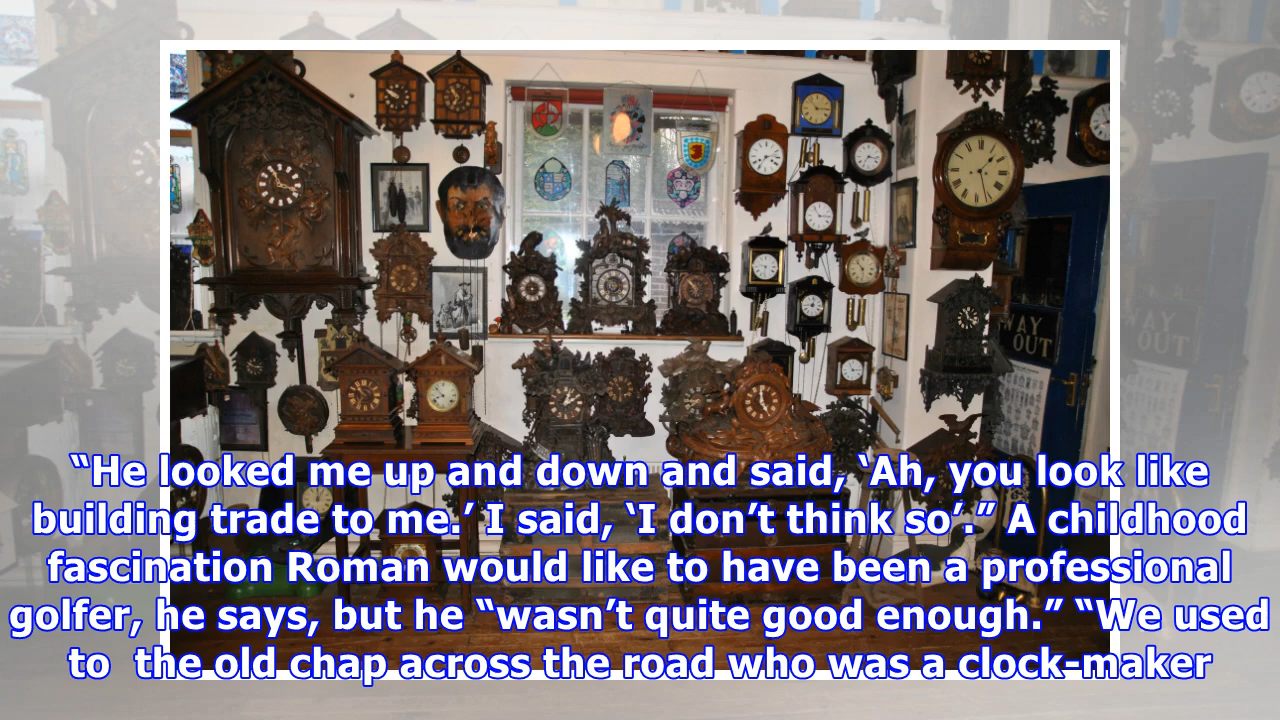 WAY
OUT
“He looked me up and down and said, ‘Ah, you look like
building trade to me.’ I said, ‘I don’t think so’.” A childhood
fascination Roman would like to have been a professional
golfer, he says, but he “wasn’t quite good enough.” “We used
to  the old chap across the road who was a clock-maker